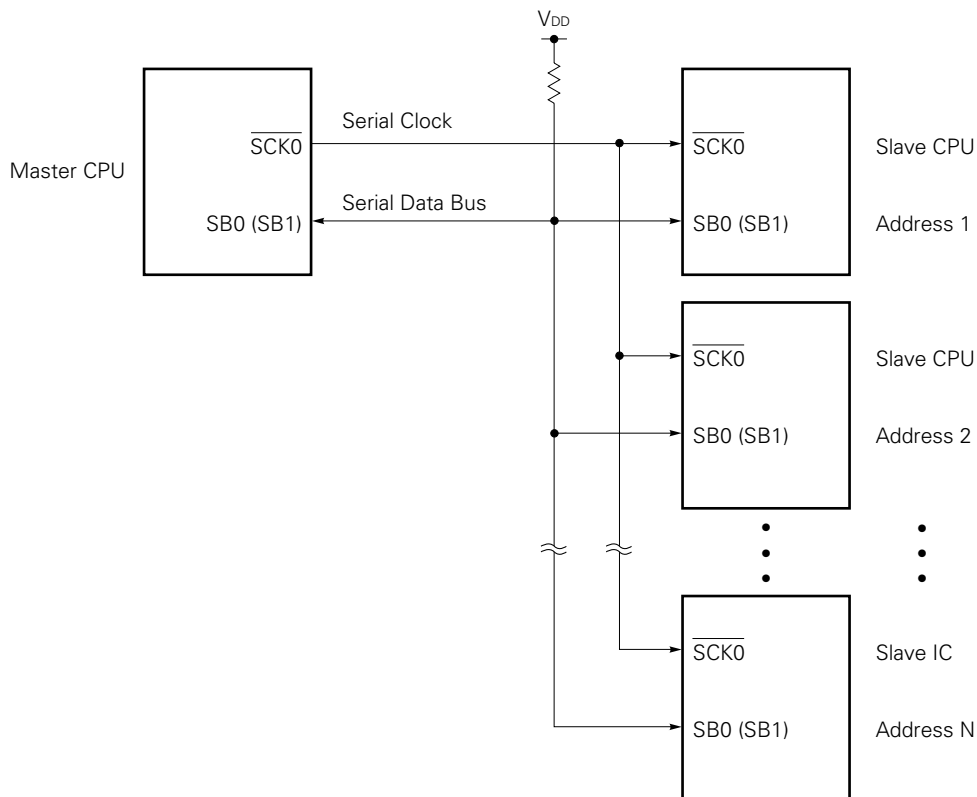 VDD
Master CPU
SCK0
SB0 (SB1)
Serial Clock
Serial Data Bus
SCK0
SB0 (SB1)
Slave CPU
Address 1
SCK0
SB0 (SB1)
Slave CPU
Address 2
SCK0
SB0 (SB1)
Slave IC
Address N